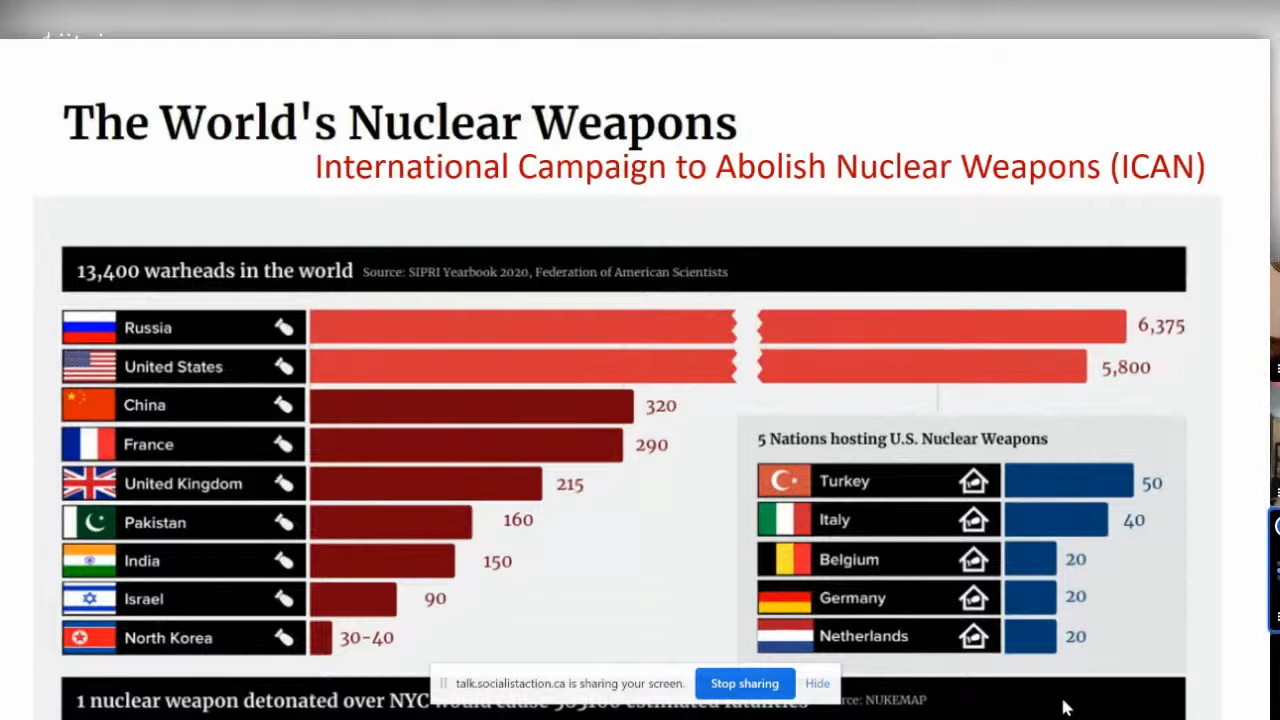 The World's Nuclear Weapons
International Campaign to Abolish Nuclear Weapons (ICAN)
13,400 warheads in the world Source: SIPRI Yearbook 2020, Federation of American Scientists
Russia 6,375
United States 5,800
China 320
France 290
United Kingdom 215
Pakistan 160
India 150
Israel 90
North Korea 30-40
5 Nations hosting U.S. Nuclear Weapons
Turkey 50
Italy 40
Belgium 20
Germany 20
Netherlands 20
talk.socialistaction.ca is sharing your screen. Stop sharing Hide
1 nuclear weapon detonated over NYC would cause estimated fatalities NUKEMAP